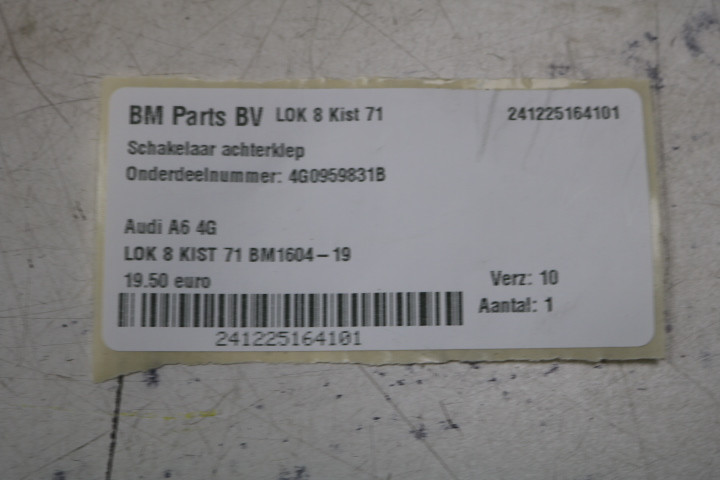 BM Parts BV LOK 8 Kist 71 241225164101
Schakelaar achterklep
Onderdeelnummer: 4G0959831B
Audi A6 4G
LOK 8 KIST 71 BM1604-19
19.50 euro Verz: 10
Aantal: 1
241225164101